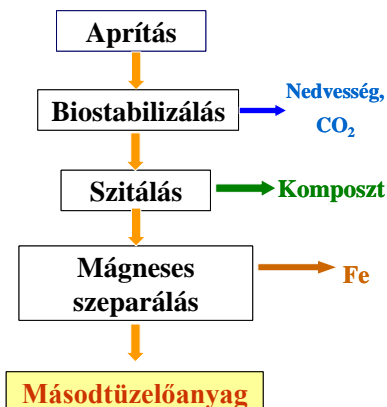 Aprítás
Biostabilizálás
Nedvesség,
CO₂
Szitálás
Komposzt
Mágneses
szeparálás
Fe
Másodtüzelőanyag